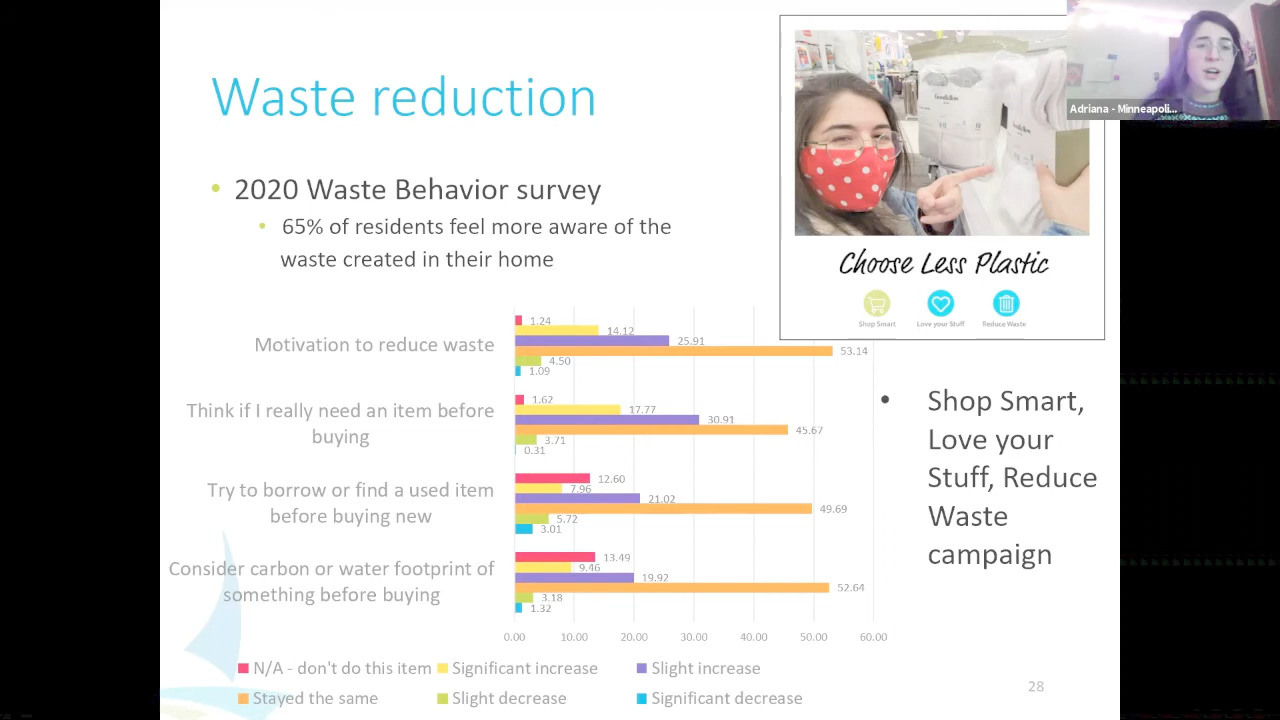 Waste reduction
2020 Waste Behavior survey
65% of residents feel more aware of the
waste created in their home
Adriana - Minneapoli...
Choose Less Plastic
Shop Smart
Love your Stuff
Reduce Waste
Motivation to reduce waste
1.24
14.12
25.91
53.14
4.50
1.09
Think if I really need an item before
buying
1.62
17.77
30.91
45.67
3.71
0.31
Try to borrow or find a used item
before buying new
12.60
7.96
21.02
49.69
5.72
3.01
Consider carbon or water footprint of
something before buying
13.49
9.46
19.92
52.64
3.18
1.32
0.00 10.00 20.00 30.00 40.00 50.00 60.00
N/A - don't do this item Significant increase Slight increase
Stayed the same Slight decrease Significant decrease
Shop Smart,
Love your
Stuff, Reduce
Waste
campaign
28